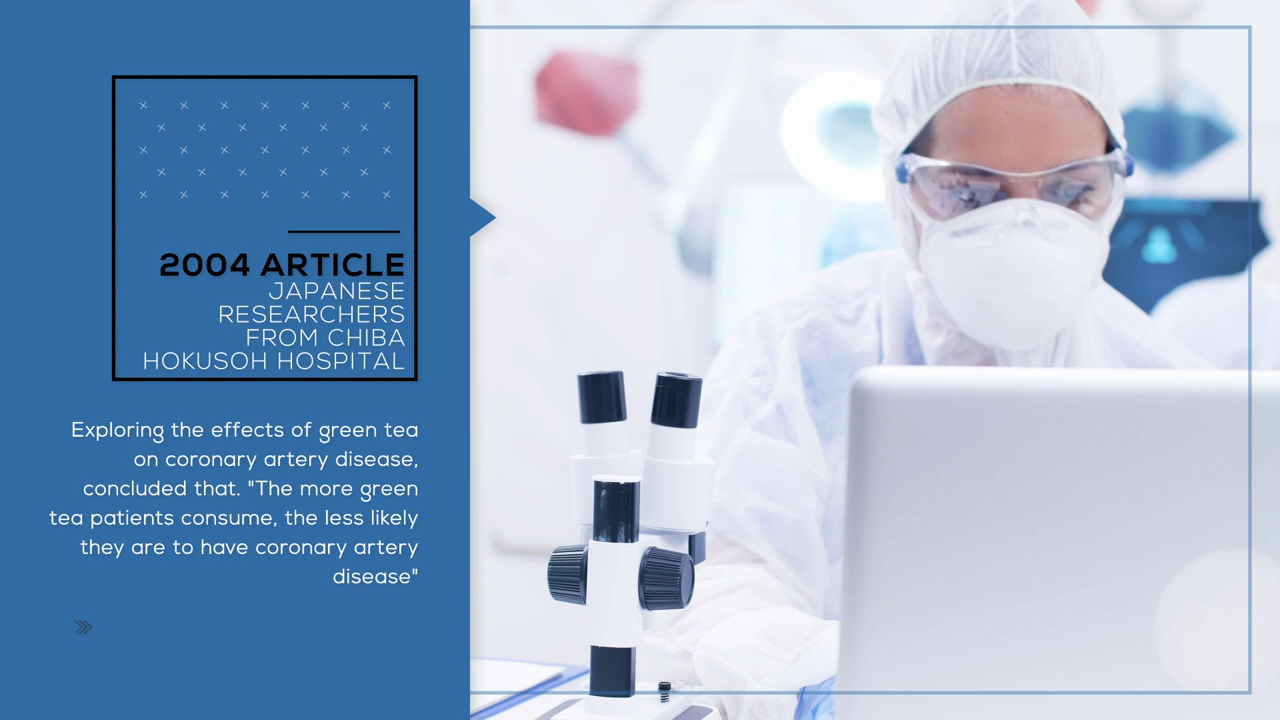 2004 ARTICLE
JAPANESE
RESEARCHERS
FROM CHIBA
HOKUSOH HOSPITAL
Exploring the effects of green tea
on coronary artery disease,
concluded that. "The more green
tea patients consume, the less likely
they are to have coronary artery
disease"